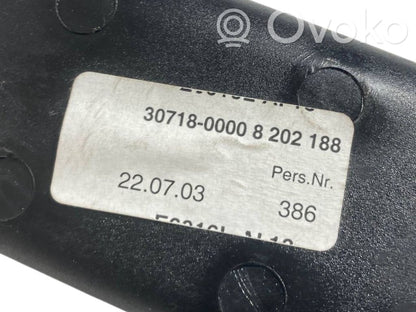 Ovoko
30718-0000 8 202 188
Pers.Nr.
22.07.03
386